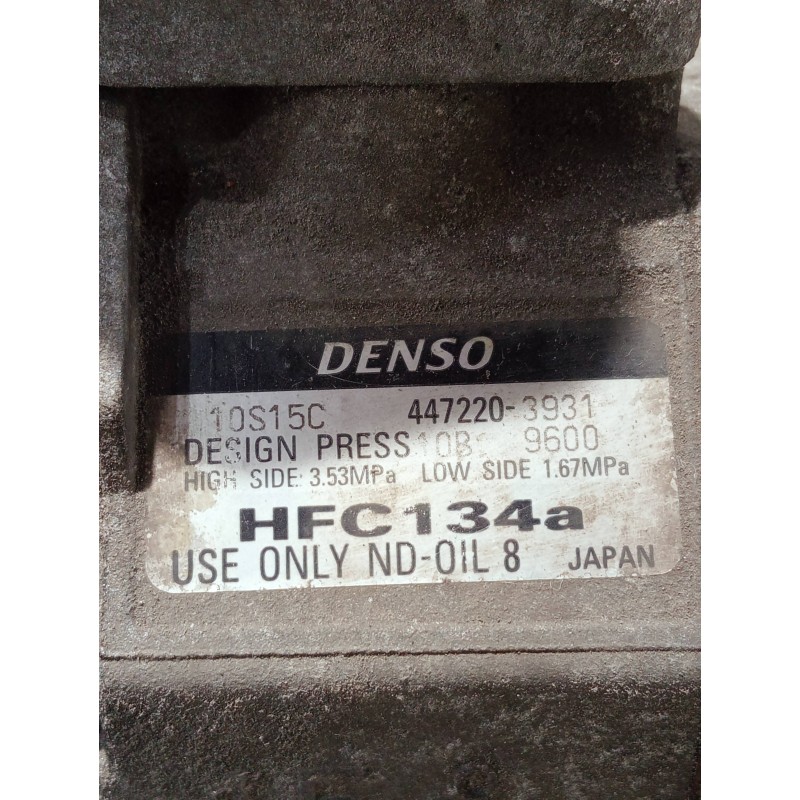 DENSO
10S15C 447220-3931
DESIGN PRESS 10B 9600
HIGH SIDE 3.53MPa LOW SIDE 1.67MPa
HFC134a
USE ONLY ND-OIL 8 JAPAN